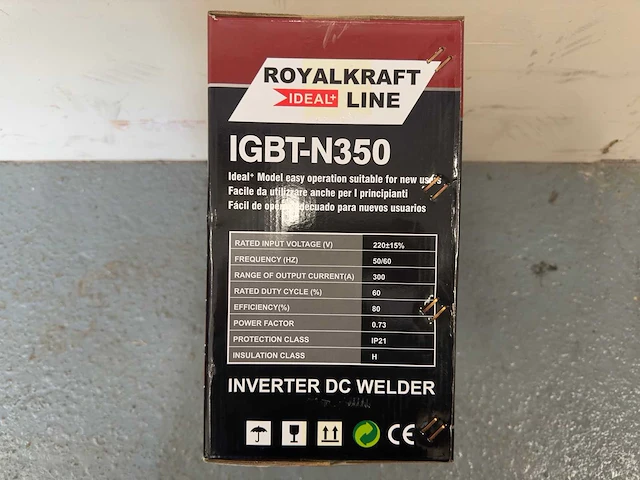 ROYALKRAFT
IDEAL+ LINE
IGBT-N350
Ideal+ Model easy operation suitable for new users
Facile da utilizzare anche per I principianti
Fácil de operar adecuado para nuevos usuarios
RATED INPUT VOLTAGE (V) 220±15%
FREQUENCY (HZ) 50/60
RANGE OF OUTPUT CURRENT(A) 300
RATED DUTY CYCLE (%) 60
EFFICIENCY(%) 80
POWER FACTOR 0.73
PROTECTION CLASS IP21
INSULATION CLASS H
INVERTER DC WELDER
CE